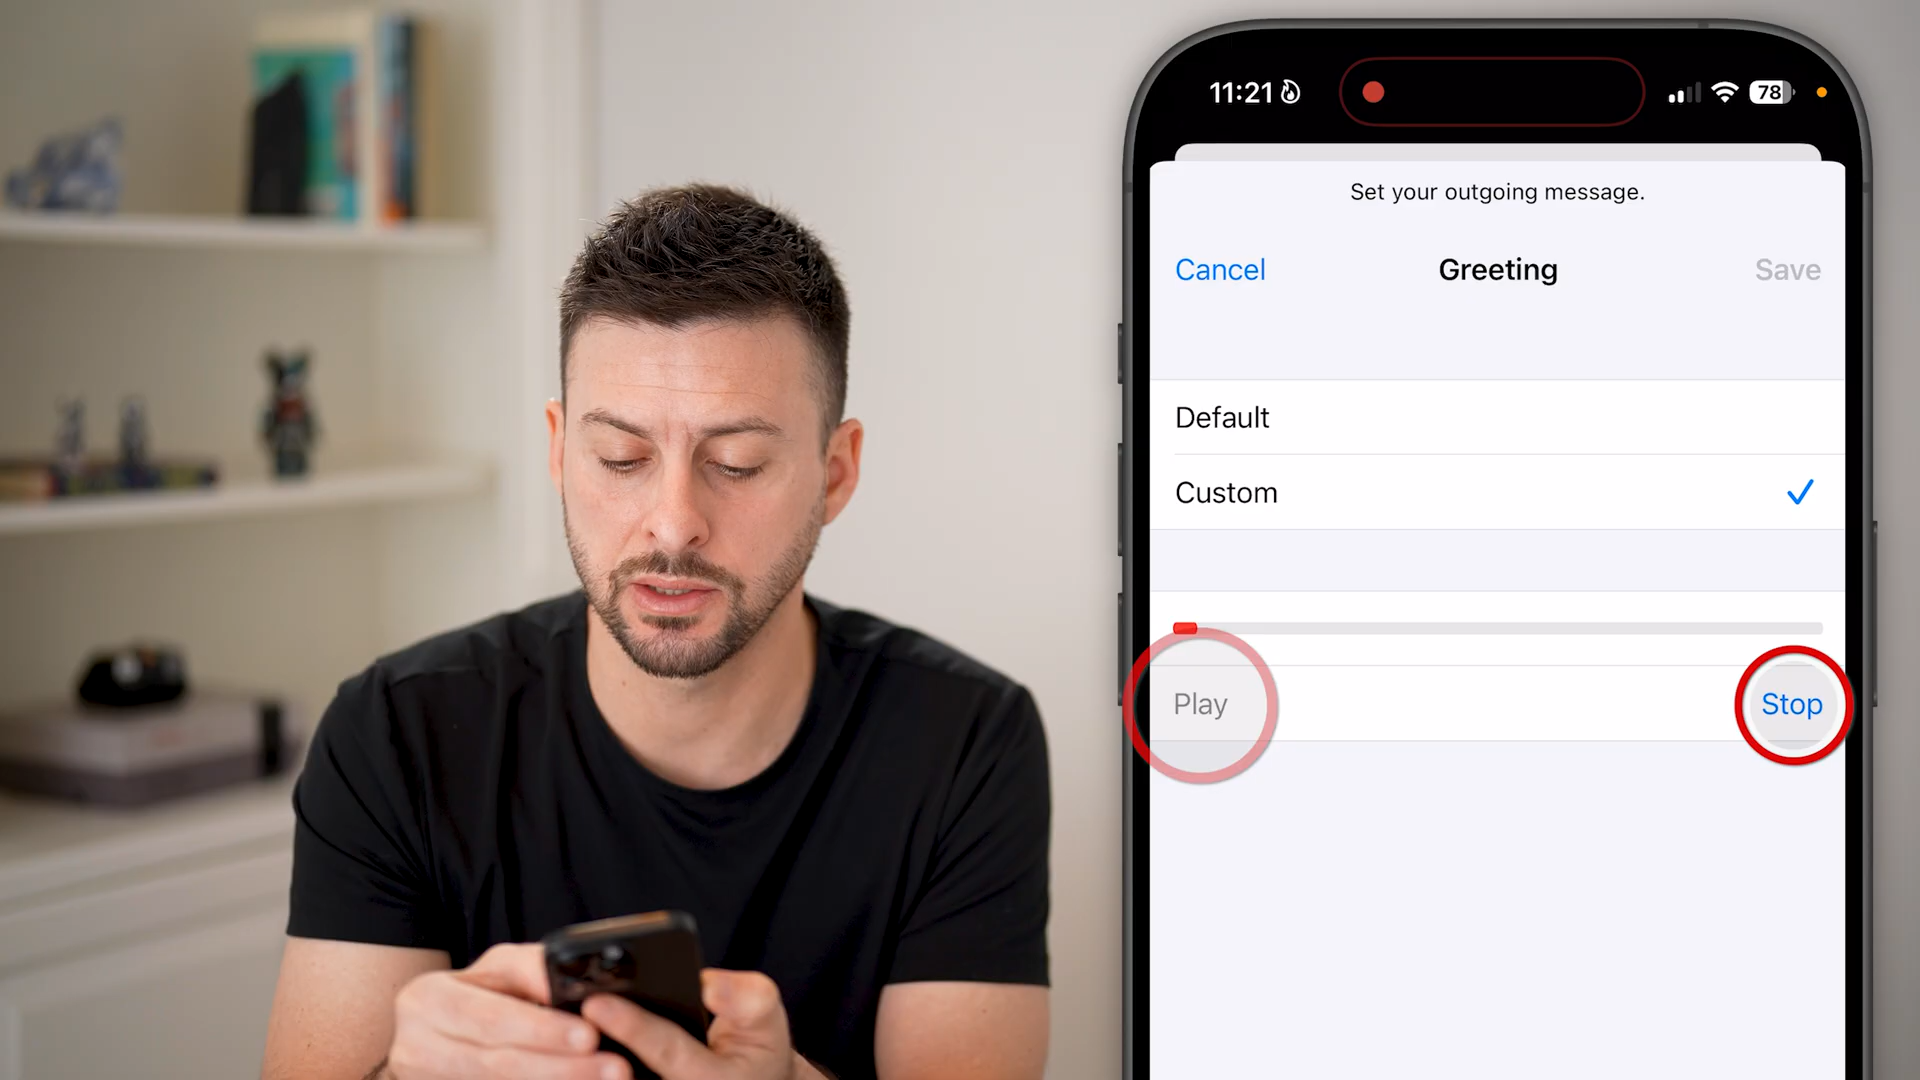 11:21
78
Set your outgoing message.
Cancel Greeting Save
Default
Custom
Play Stop